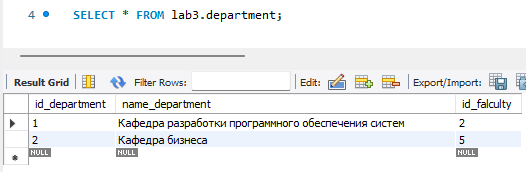 4 SELECT * FROM lab3.department;
Result Grid Filter Rows: Edit: Export/Import:
id_department name_department id_falculty
1 Кафедра разработки программного обеспечения систем 2
2 Кафедра бизнеса 5
NULL NULL NULL